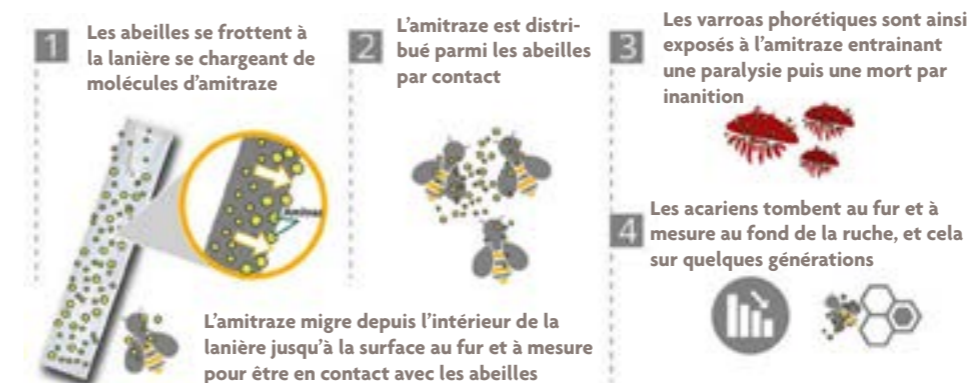 1
Les abeilles se frottent à
la lanière se chargeant de
molécules d'amitraze
L'amitraze migre depuis l'intérieur de la
lanière jusqu'à la surface au fur et à mesure
pour être en contact avec les abeilles
2
L'amitraze est distri-
bué parmi les abeilles
par contact
3
Les varroas phorétiques sont ainsi
exposés à l'amitraze entrainant
une paralysie puis une mort par
inanition
4
Les acariens tombent au fur et à
mesure au fond de la ruche, et cela
sur quelques générations